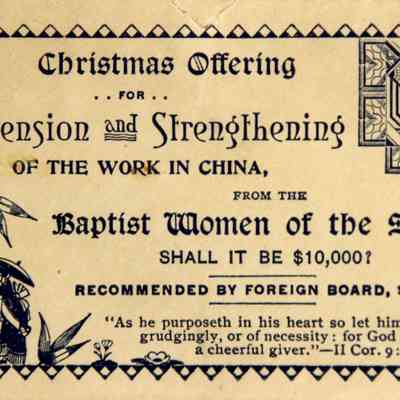 Christmas Offering
..FOR..
ension and Strengthening
OF THE WORK IN CHINA,
FROM THE
Baptist Women of the S
SHALL IT BE $10,000?
RECOMMENDED BY FOREIGN BOARD, S
"As he purposeth in his heart so let him
grudgingly, or of necessity: for God
a cheerful giver."—II Cor. 9: